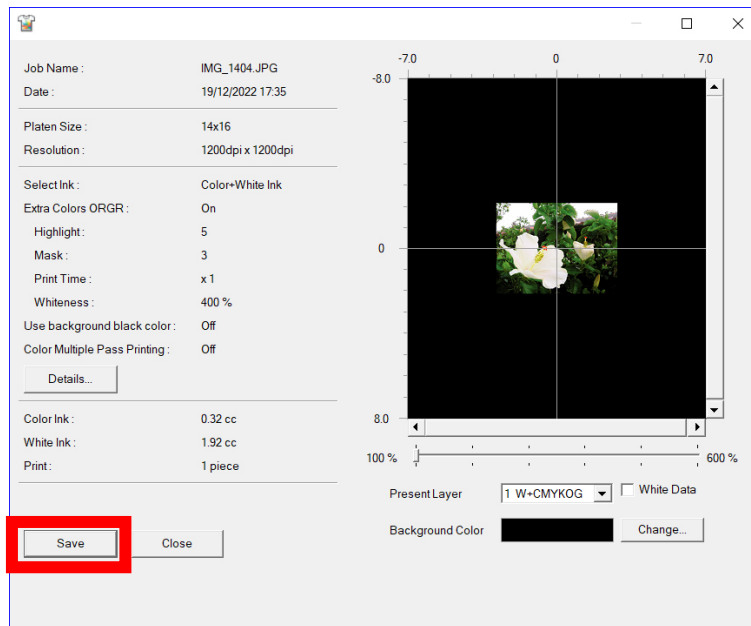 Job Name : IMG_1404.JPG
Date : 19/12/2022 17:35
Platen Size : 14x16
Resolution : 1200dpi x 1200dpi
Select Ink : Color+White Ink
Extra Colors ORGR : On
Highlight : 5
Mask : 3
Print Time : x 1
Whiteness : 400 %
Use background black color : Off
Color Multiple Pass Printing : Off
Details...
Color Ink : 0.32 cc
White Ink : 1.92 cc
Print : 1 piece
Save Close
-7.0 0 7.0
-8.0
0
8.0
100 % 600 %
Present Layer 1 W+CMYKOG White Data
Background Color Change...